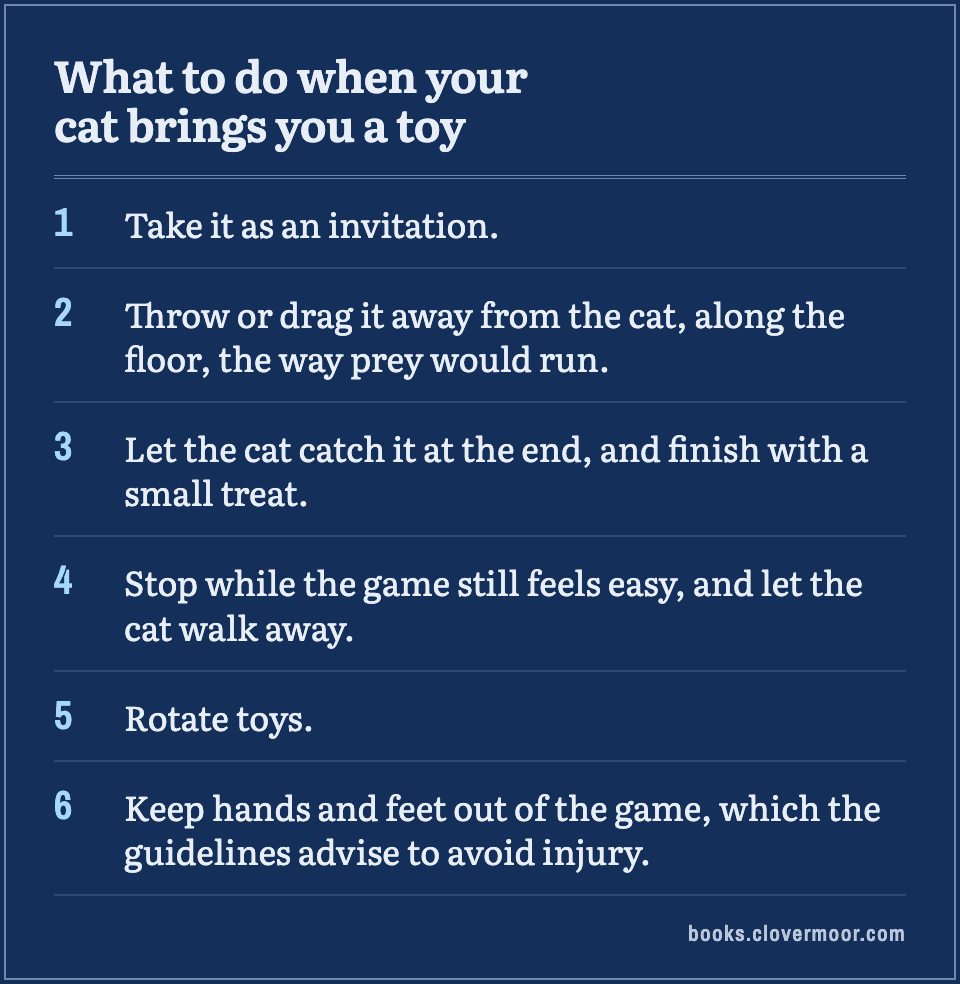 What to do when your
cat brings you a toy
1 Take it as an invitation.
2 Throw or drag it away from the cat, along the
floor, the way prey would run.
3 Let the cat catch it at the end, and finish with a
small treat.
4 Stop while the game still feels easy, and let the
cat walk away.
5 Rotate toys.
6 Keep hands and feet out of the game, which the
guidelines advise to avoid injury.
books.clovermoor.com